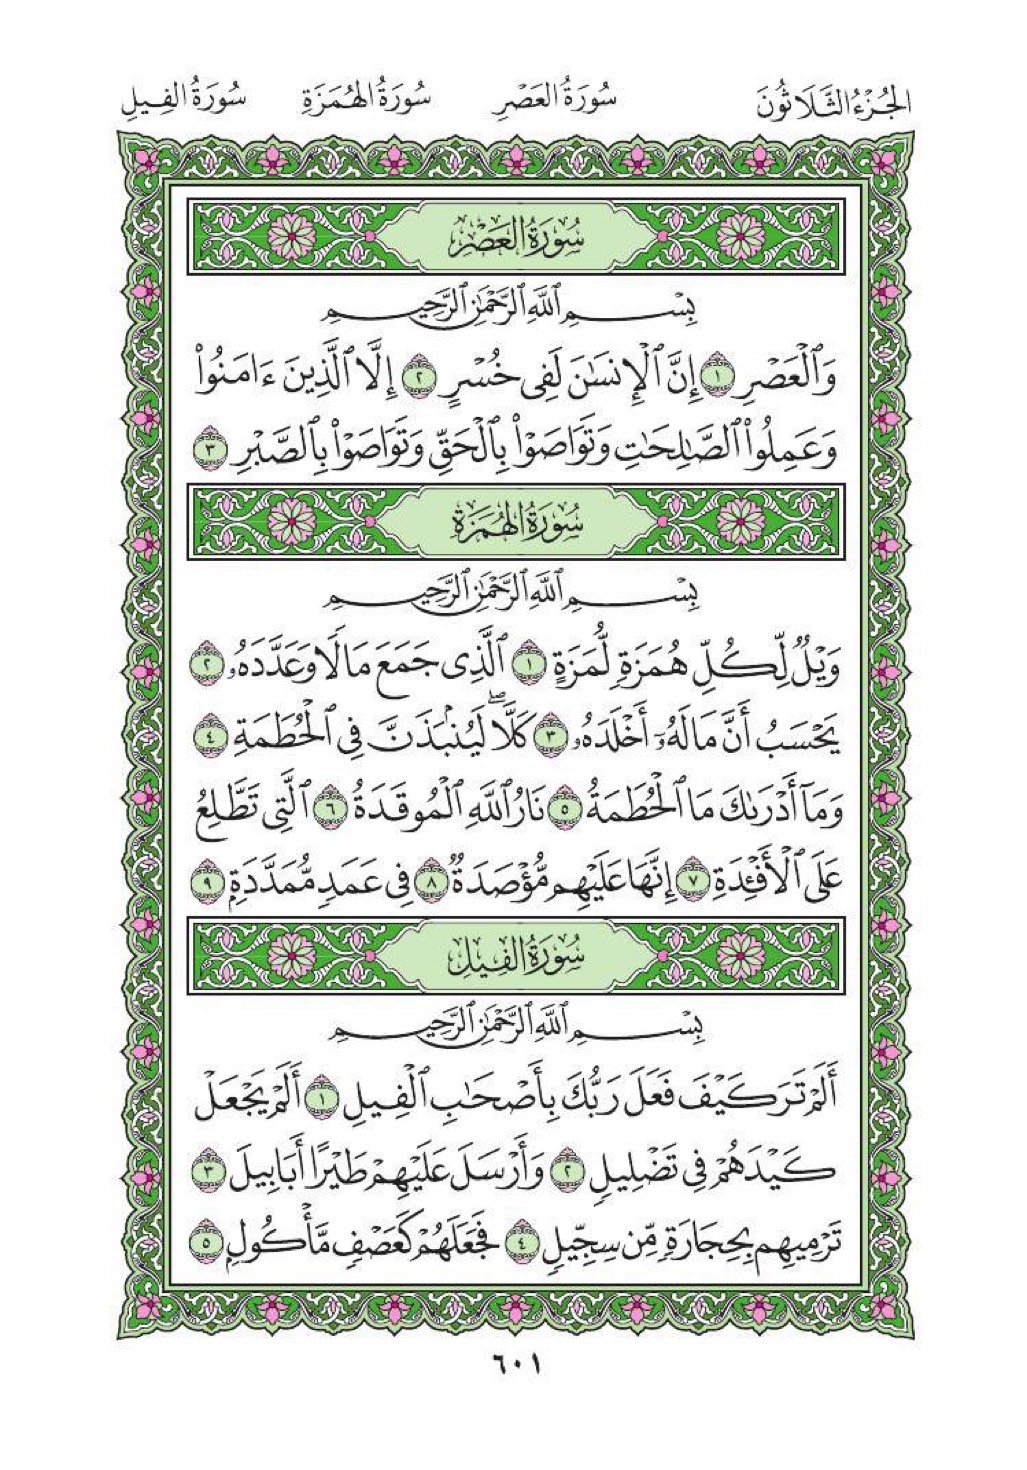 الجُزْءُ الثَّلَاثُونَ سُورَةُ العَصْرِ سُورَةُ الهُمَزَةِ سُورَةُ الفِيلِ
سُورَةُ العَصْرِ
بِسْمِ ٱللَّهِ ٱلرَّحْمَٰنِ ٱلرَّحِيمِ
وَٱلْعَصْرِ ١ إِنَّ ٱلْإِنسَٰنَ لَفِى خُسْرٍ ٢ إِلَّا ٱلَّذِينَ ءَامَنُوا۟
وَعَمِلُوا۟ ٱلصَّٰلِحَٰتِ وَتَوَاصَوْا۟ بِٱلْحَقِّ وَتَوَاصَوْا۟ بِٱلصَّبْرِ ٣
سُورَةُ الهُمَزَةِ
بِسْمِ ٱللَّهِ ٱلرَّحْمَٰنِ ٱلرَّحِيمِ
وَيْلٌ لِّكُلِّ هُمَزَةٍ لُّمَزَةٍ ١ ٱلَّذِى جَمَعَ مَالًا وَعَدَّدَهُۥ ٢
يَحْسَبُ أَنَّ مَالَهُۥٓ أَخْلَدَهُۥ ٣ كَلَّا ۖ لَيُنۢبَذَنَّ فِى ٱلْحُطَمَةِ ٤
وَمَآ أَدْرَىٰكَ مَا ٱلْحُطَمَةُ ٥ نَارُ ٱللَّهِ ٱلْمُوقَدَةُ ٦ ٱلَّتِى تَطَّلِعُ
عَلَى ٱلْأَفْـِٔدَةِ ٧ إِنَّهَا عَلَيْهِم مُّؤْصَدَةٌ ٨ فِى عَمَدٍ مُّمَدَّدَةٍۭ ٩
سُورَةُ الفِيلِ
بِسْمِ ٱللَّهِ ٱلرَّحْمَٰنِ ٱلرَّحِيمِ
أَلَمْ تَرَ كَيْفَ فَعَلَ رَبُّكَ بِأَصْحَٰبِ ٱلْفِيلِ ١ أَلَمْ يَجْعَلْ
كَيْدَهُمْ فِى تَضْلِيلٍ ٢ وَأَرْسَلَ عَلَيْهِمْ طَيْرًا أَبَابِيلَ ٣
تَرْمِيهِم بِحِجَارَةٍ مِّن سِجِّيلٍ ٤ فَجَعَلَهُمْ كَعَصْفٍ مَّأْكُولٍۭ ٥
٦٠١